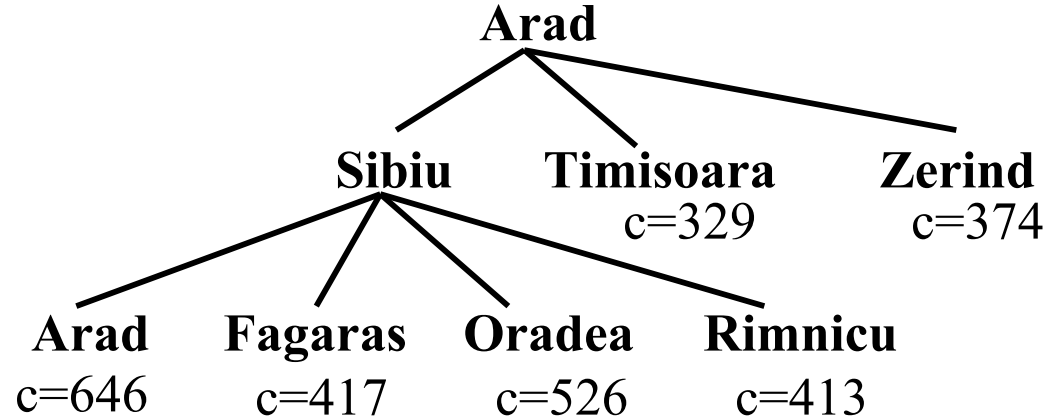 Arad
Sibiu Timisoara Zerind
c=329 c=374
Arad Fagaras Oradea Rimnicu
c=646 c=417 c=526 c=413